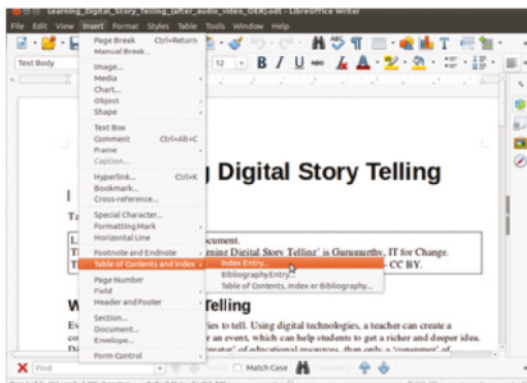 Learning_Digital_Story_Telling_(after_audio_video_OER).odt - LibreOffice Writer
File Edit View Insert Format Styles Table Tools Window Help
Page Break Ctrl+Return
Manual Break...
Text Body
12
B I U
Image...
Media
Chart...
Object
Shape
Text Box
Comment Ctrl+Alt+C
Frame
Caption...
Digital Story Telling
Hyperlink... Ctrl+K
Bookmark...
Cross-reference...
Special Character...
Formatting Mark
Horizontal Line
Footnote and Endnote
Table of Contents and Index
Index Entry...
Bibliography Entry...
Table of Contents, Index or Bibliography...
ocument.
rning Digital Story Telling' is Gurumurthy, IT for Change.
CC BY.
Page Number
Field
Header and Footer
Telling
Section...
Document...
Envelope...
ies to tell. Using digital technologies, a teacher can create a
or an event, which can help students to get a richer and deeper idea.
Form Control
Find
Match Case